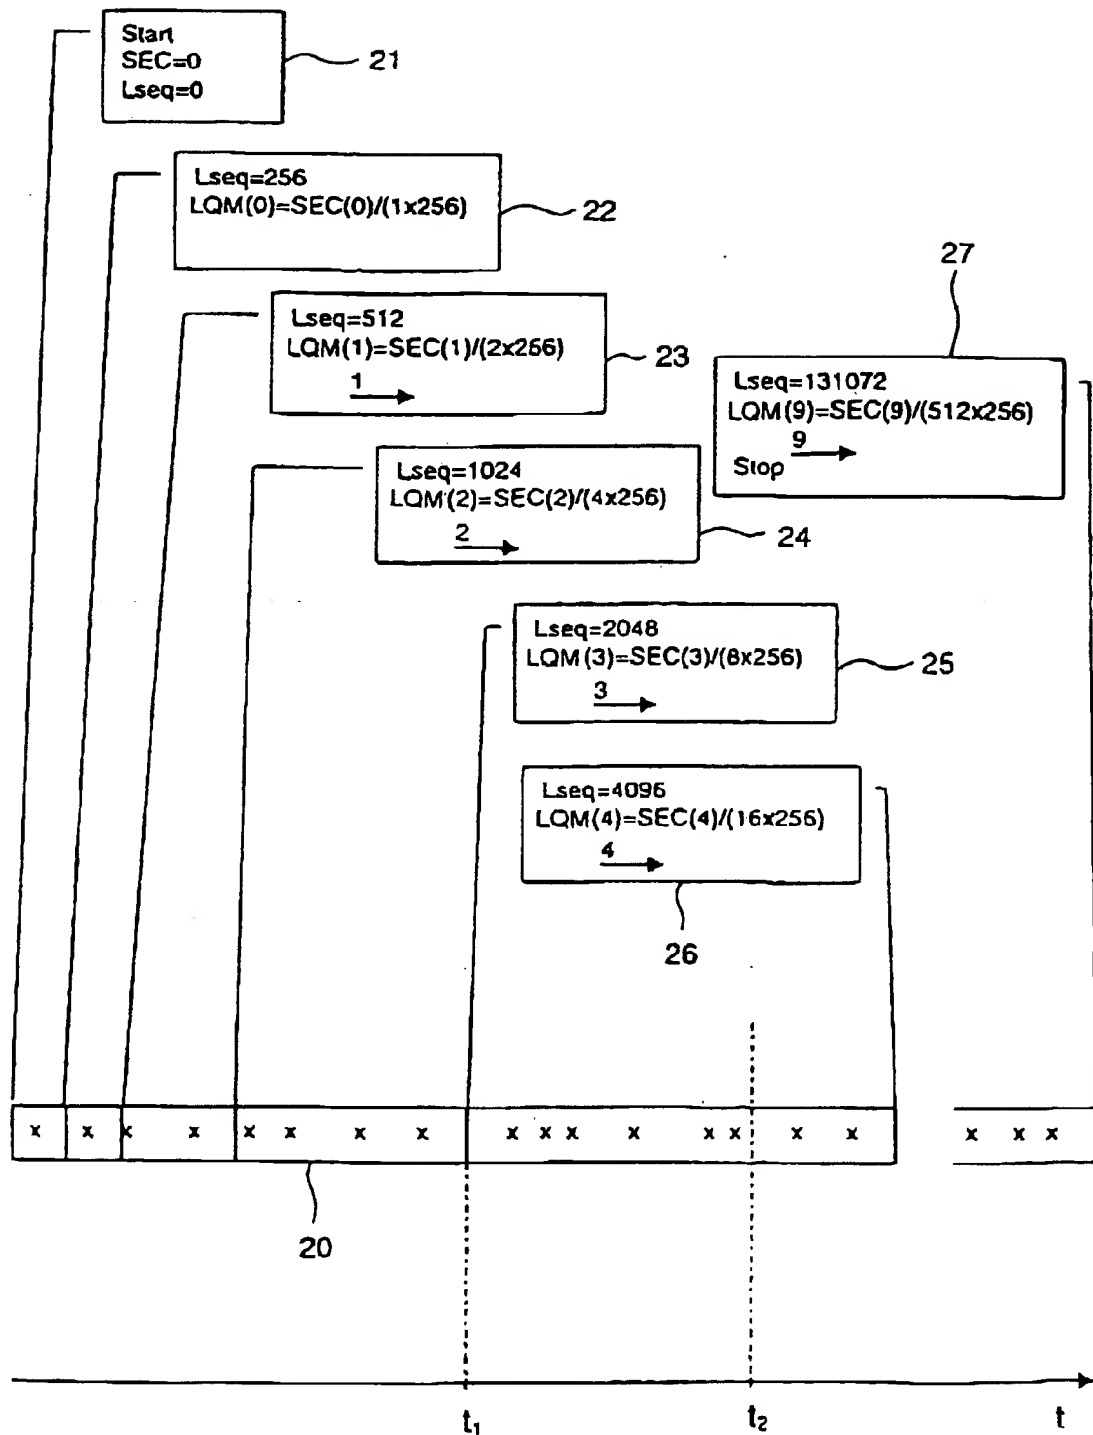 Start
SEC=0
Lseq=0
21
Lseq=256
LQM(0)=SEC(0)/(1x256)
22
Lseq=512
LQM(1)=SEC(1)/(2x256)
1
23
27
Lseq=131072
LQM(9)=SEC(9)/(512x256)
9
Stop
Lseq=1024
LQM(2)=SEC(2)/(4x256)
2
24
Lseq=2048
LQM(3)=SEC(3)/(8x256)
3
25
Lseq=4096
LQM(4)=SEC(4)/(16x256)
4
26
x x x x x x x x x x x x x x x x x x x
20
t₁ t₂ t